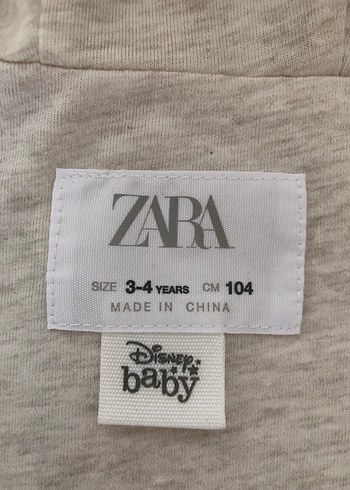 ZARA
SIZE 3-4 YEARS CM 104
MADE IN CHINA
Disney
baby